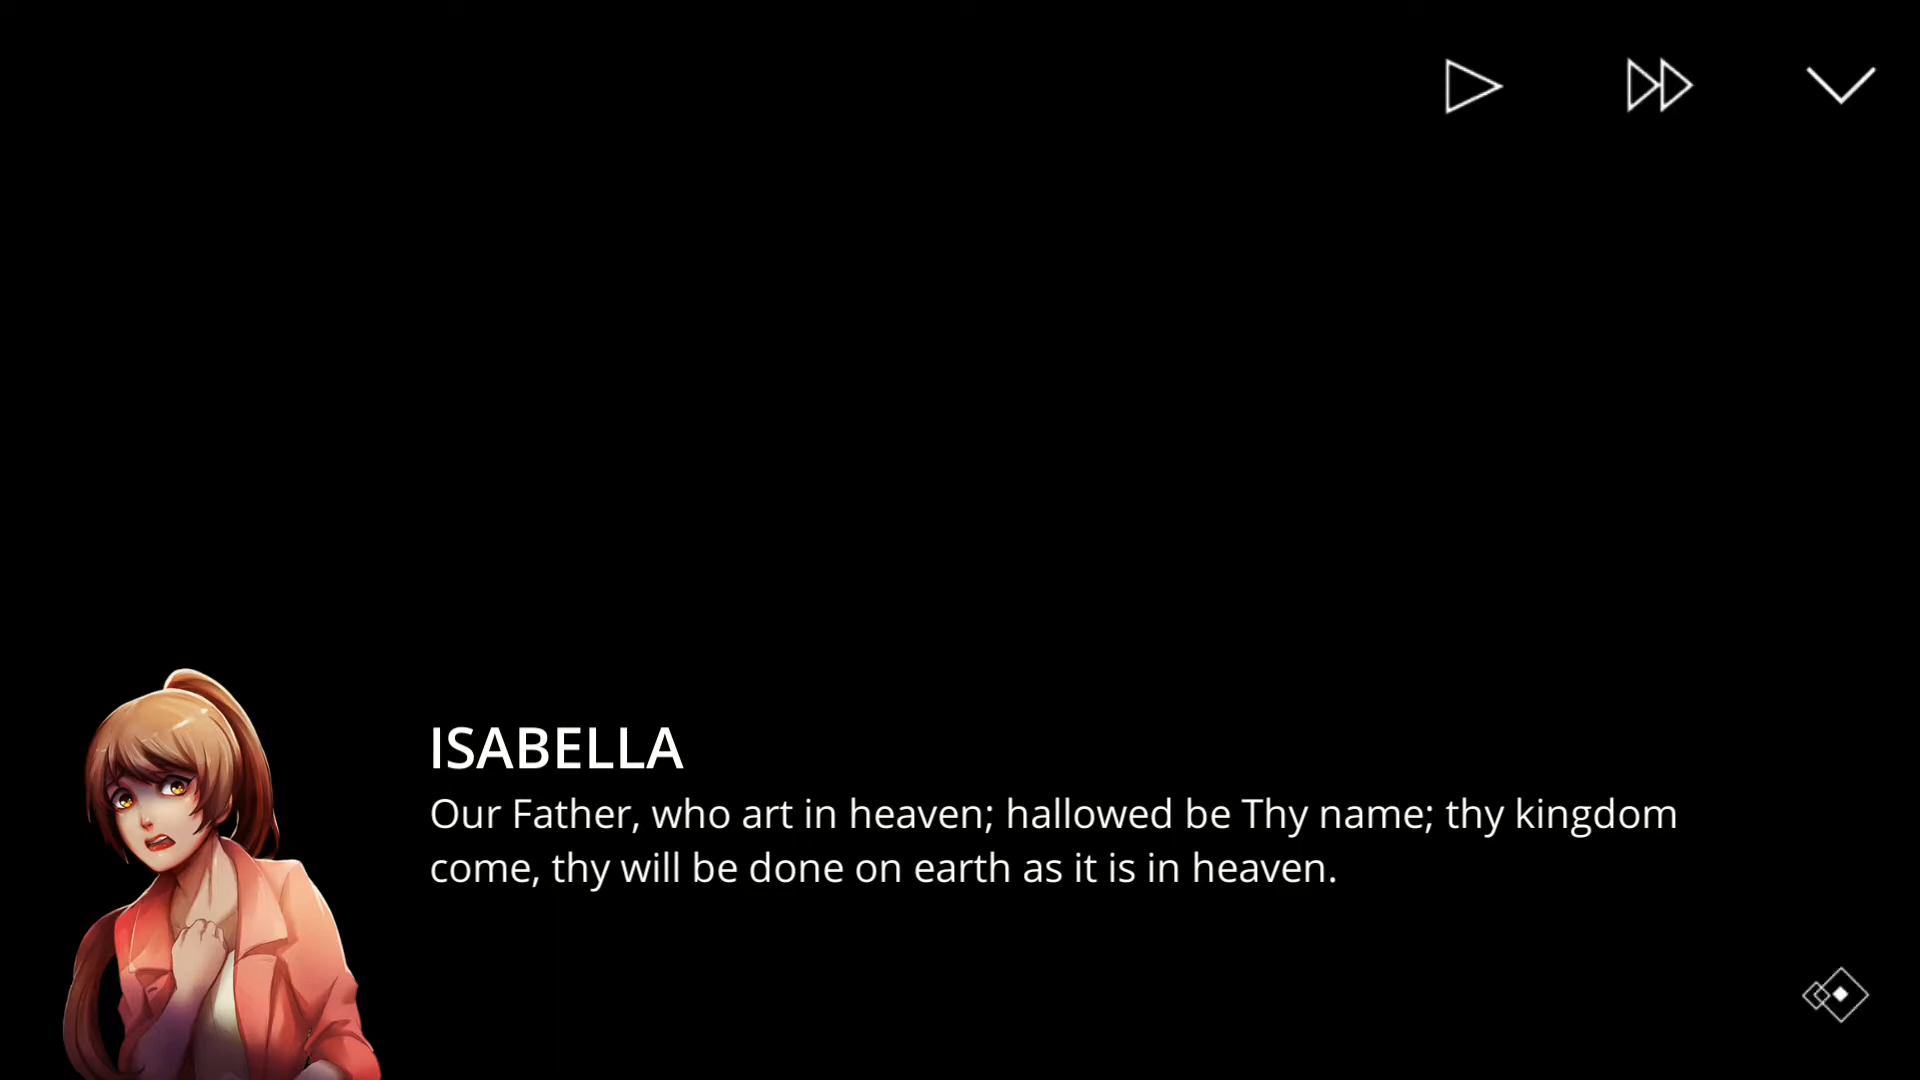 ISABELLA
Our Father, who art in heaven; hallowed be Thy name; thy kingdom
come, thy will be done on earth as it is in heaven.